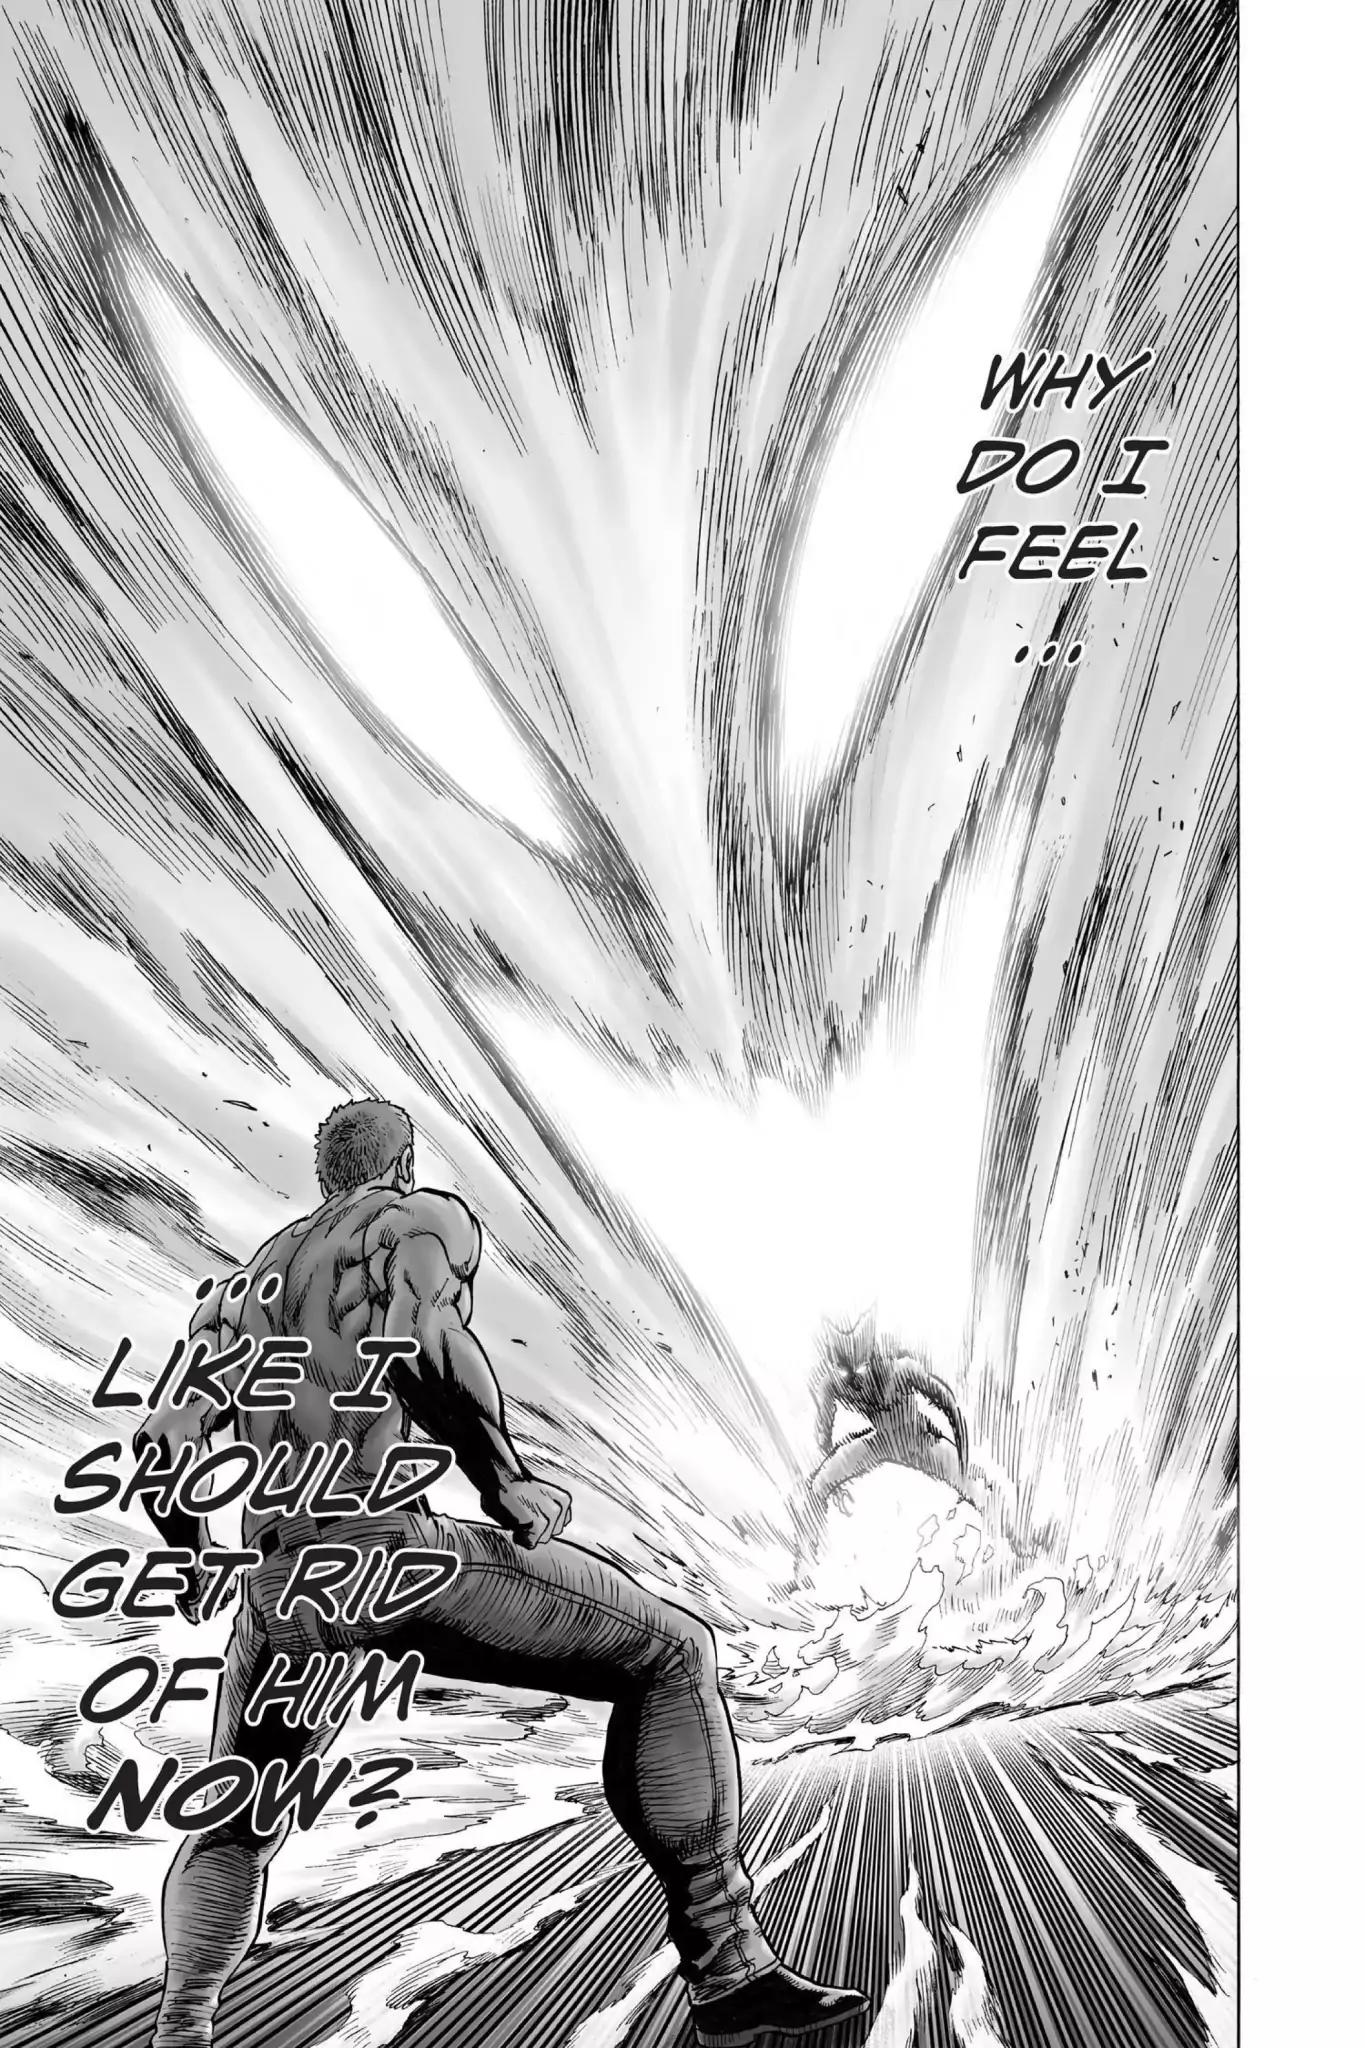 WHY
DO I
FEEL
...
...
LIKE I
SHOULD
GET RID
OF HIM
NOW?